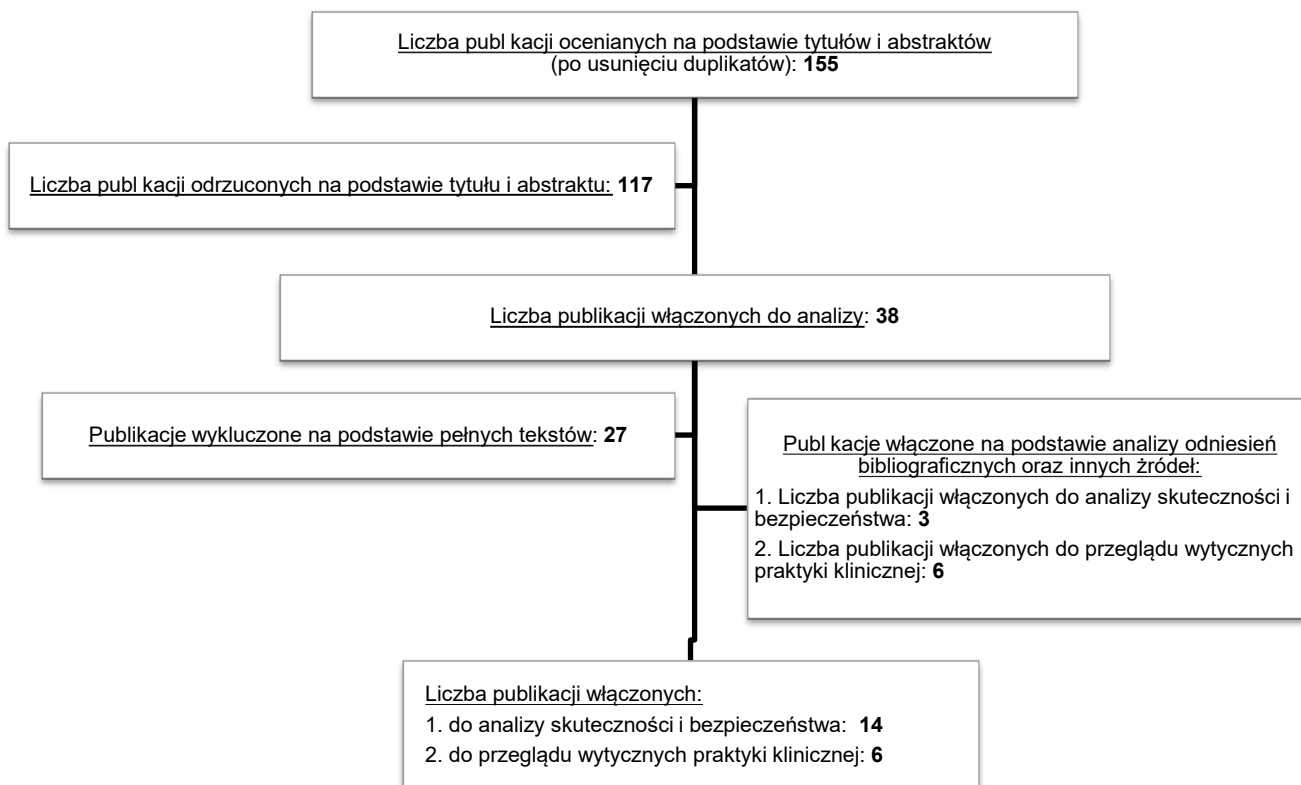 Liczba publ kacji ocenianych na podstawie tytułów i abstraktów
(po usunięciu duplikatów): 155
Liczba publ kacji odrzuconych na podstawie tytułu i abstraktu: 117
Liczba publikacji włączonych do analizy: 38
Publikacje wykluczone na podstawie pełnych tekstów: 27
Publ kacje włączone na podstawie analizy odniesień
bibliograficznych oraz innych żródeł:
1. Liczba publikacji włączonych do analizy skuteczności i
bezpieczeństwa: 3
2. Liczba publikacji włączonych do przeglądu wytycznych
praktyki klinicznej: 6
Liczba publikacji włączonych:
1. do analizy skuteczności i bezpieczeństwa: 14
2. do przeglądu wytycznych praktyki klinicznej: 6